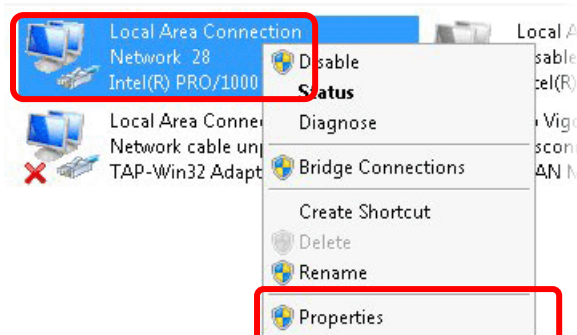 Local Area Connection
Network 28
Intel(R) PRO/1000
Local A
sable
tel(R)
Disable
Status
Diagnose
Bridge Connections
Create Shortcut
Delete
Rename
Properties
Local Area Connec
Network cable unp
TAP-Win32 Adapt
Vigo
scon
AN N